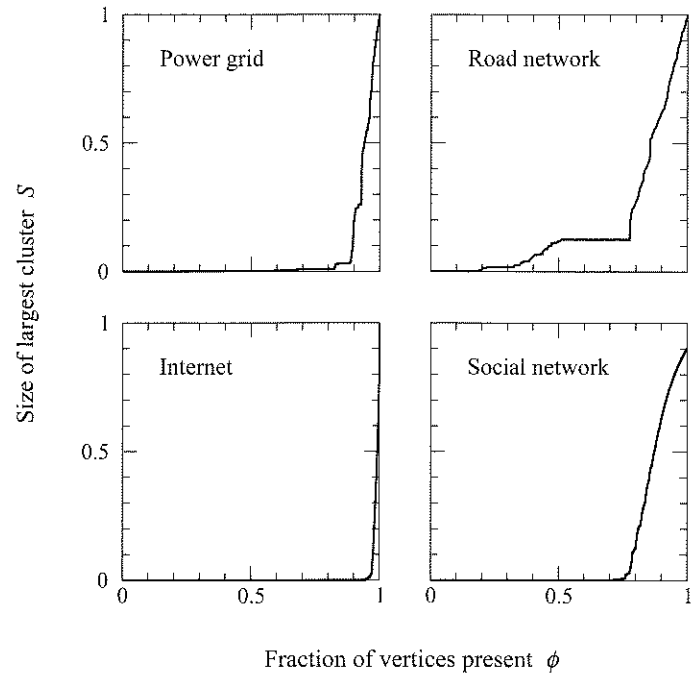 1
Power grid
Road network
0.5
0
1
Internet
Social network
0.5
0
0
0.5
1
0
0.5
1
Size of largest cluster S
Fraction of vertices present ϕ